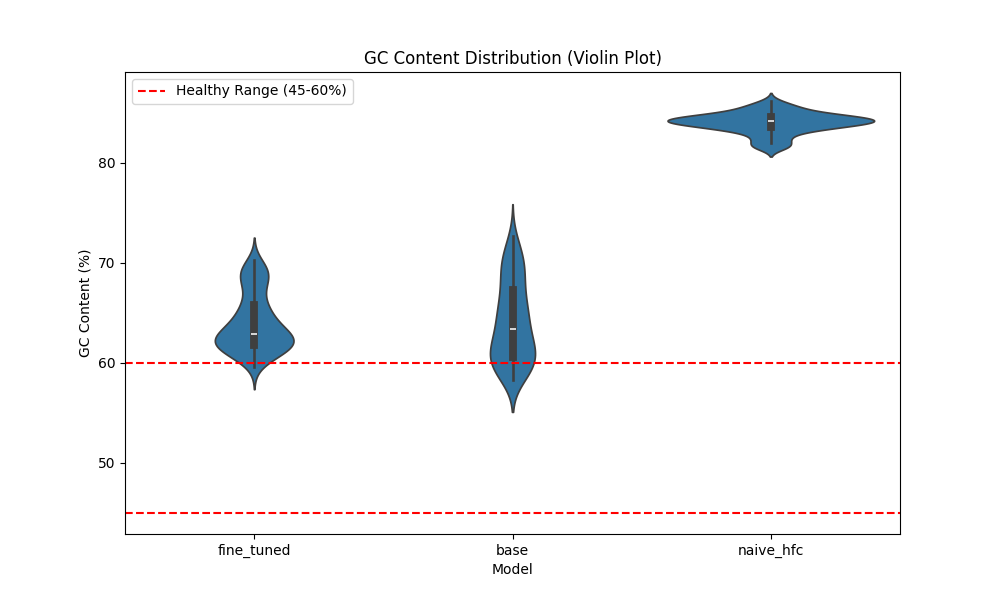 GC Content Distribution (Violin Plot)
Healthy Range (45-60%)
GC Content (%)
80
70
60
50
fine_tuned
base
naive_hfc
Model